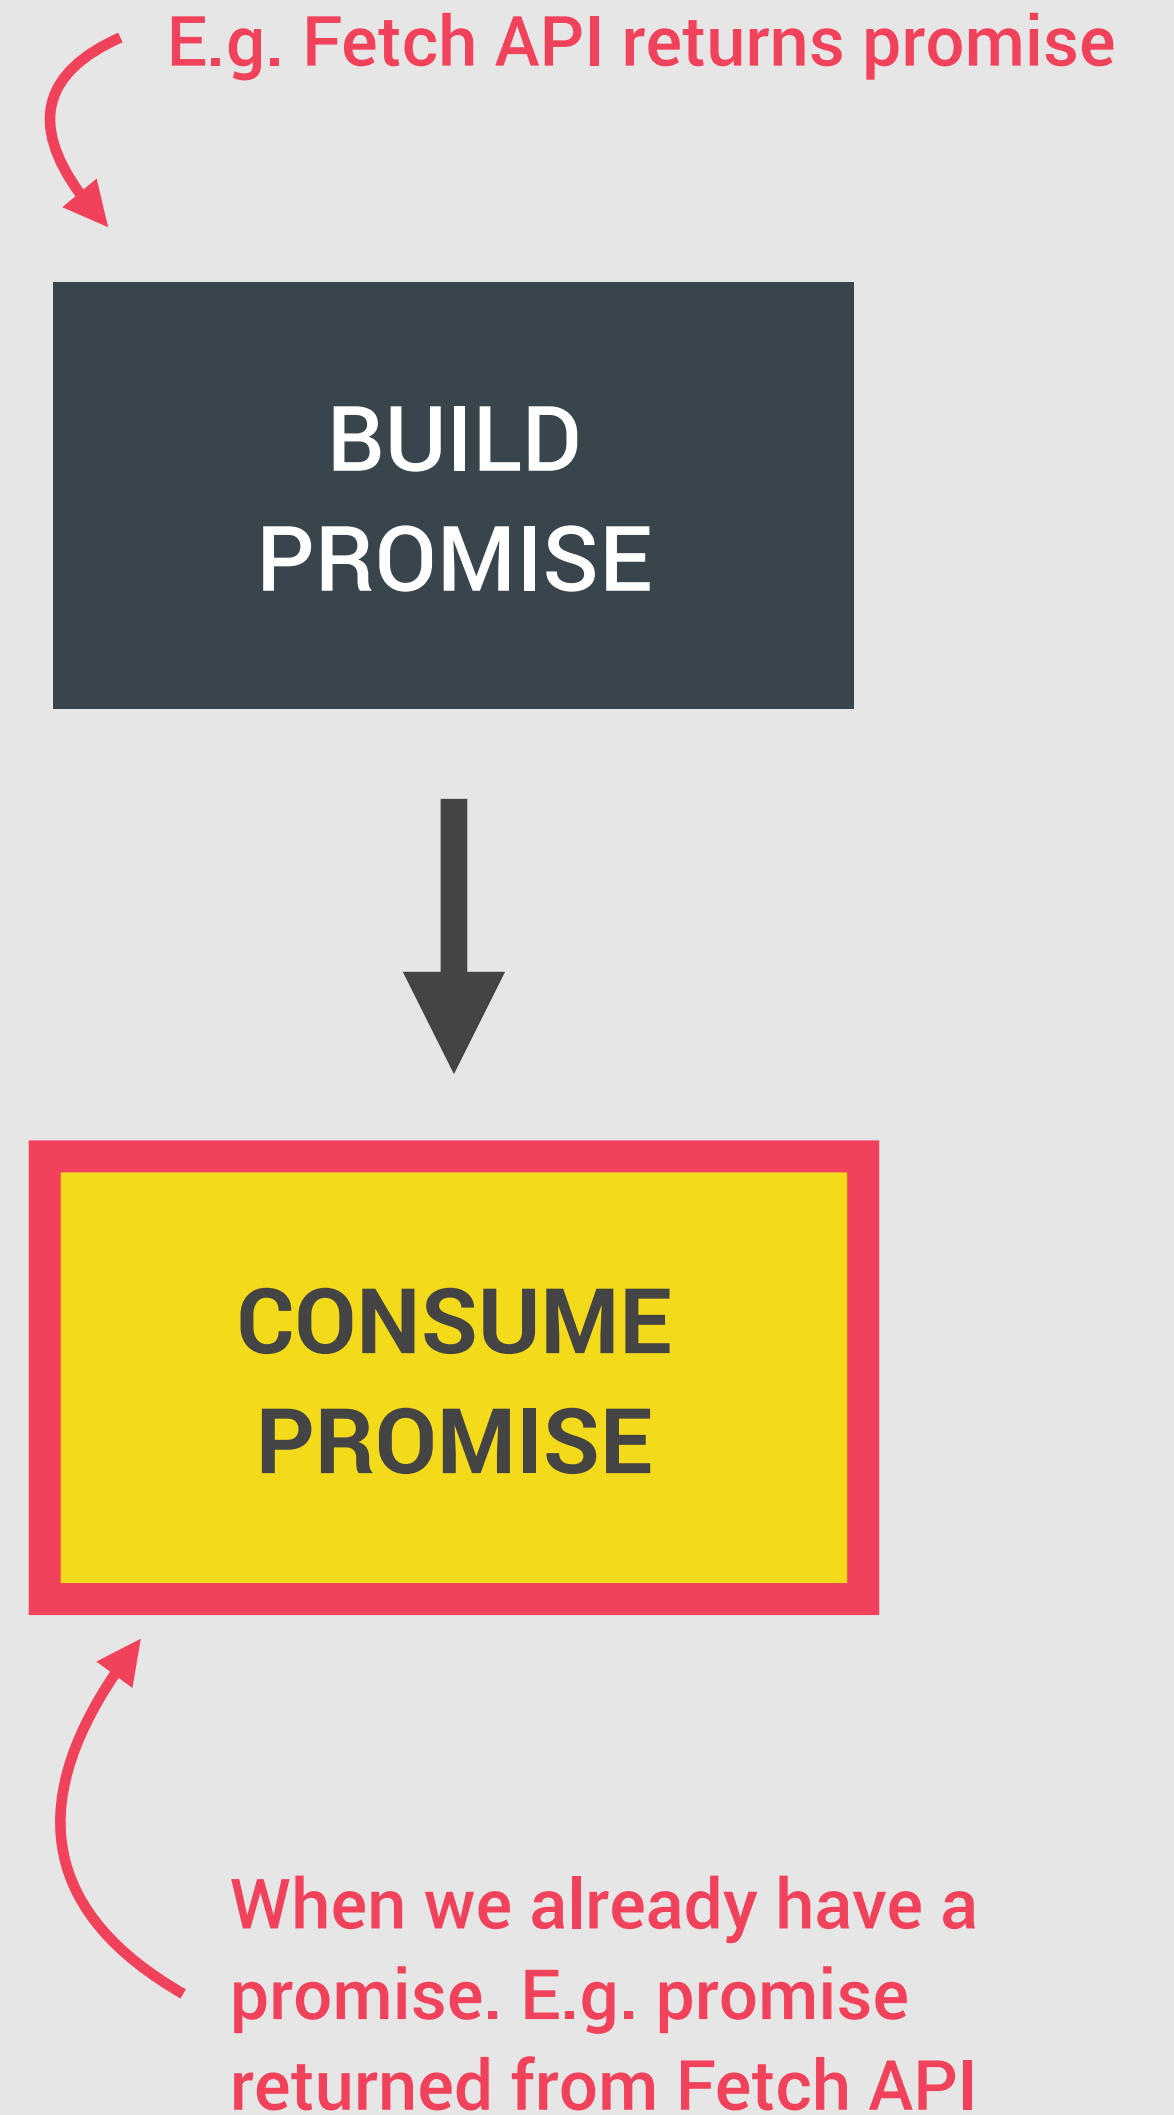 E.g. Fetch API returns promise
BUILD
PROMISE
CONSUME
PROMISE
When we already have a
promise. E.g. promise
returned from Fetch API